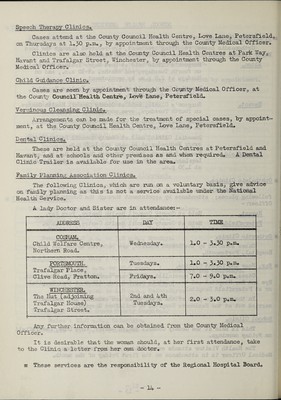 Speech Therapy Clinics.
Cases attend at the County Council Health Centre, Love Lane, Petersfield,
on Thursdays at 1.30 p.m., by appointment through the County Medical Officer.
Clinics are also held at the County Council Health Centres at Park Way,
Havant and Trafalgar Street, Winchester, by appointment through the County
Medical Officer.
Child Guidance Clinic.
Cases are seen by appointment through the County Medical Officer, at
the County Council Health Centre, Love Lane, Petersfield.
Verminous Cleansing Clinic.
Arrangements can be made for the treatment of special cases, by appoint-
ment, at the County Council Health Centre, Love Lane, Petersfield.
Dental Clinics.
These are held at the County Council Health Centres at Petersfield and
Havant, and at schools and other premises as and when required. A Dental
Clinic Trailer is available for use in the area.
Family Planning Association Clinics.
The following Clinics, which are run on a voluntary basis, give advice
on family planning as this is not a service available under the National
Health Service.
A lady Doctor and Sister are in attendance:-
ADDRESS DAY TIME
COSHAM.
Child Welfare Centre, Wednesday. 1.0 - 3.30 p.m.
Northern Road.
PORTSMOUTH. Tuesdays. 1.0 - 3.30 p.m.
Trafalgar Place,
Clive Road, Fratton. Fridays. 7.0 - 9.0 p.m.
WINCHESTER.
The Hut (adjoining 2nd and 4th 2.0 - 3.0 p.m.
Trafalgar House) Tuesdays.
Trafalgar Street.
Any further information can be obtained from the County Medical
Officer.
It is desirable that the woman should, at her first attendance, take
to the Clinic a letter from her own doctor.
These services are the responsibility of the Regional Hospital Board.
- 14 -